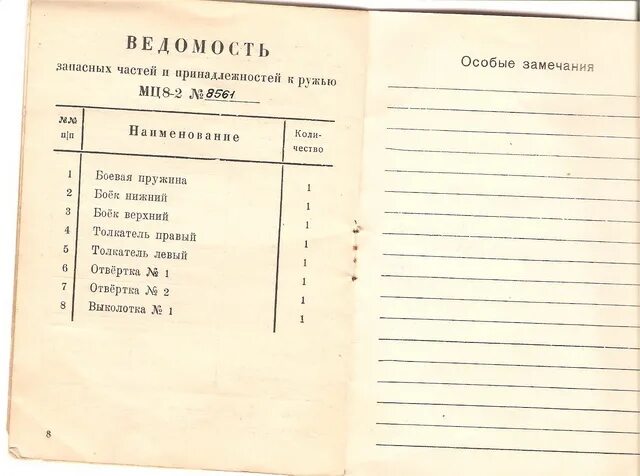 ВЕДОМОСТЬ
запасных частей и принадлежностей к ружью
МЦ8-2 № 8561
№№ п/п Наименование Коли-чество
1 Боевая пружина 1
2 Боёк нижний 1
3 Боёк верхний 1
4 Толкатель правый 1
5 Толкатель левый 1
6 Отвёртка № 1 1
7 Отвёртка № 2 1
8 Выколотка № 1 1
8
Особые замечания